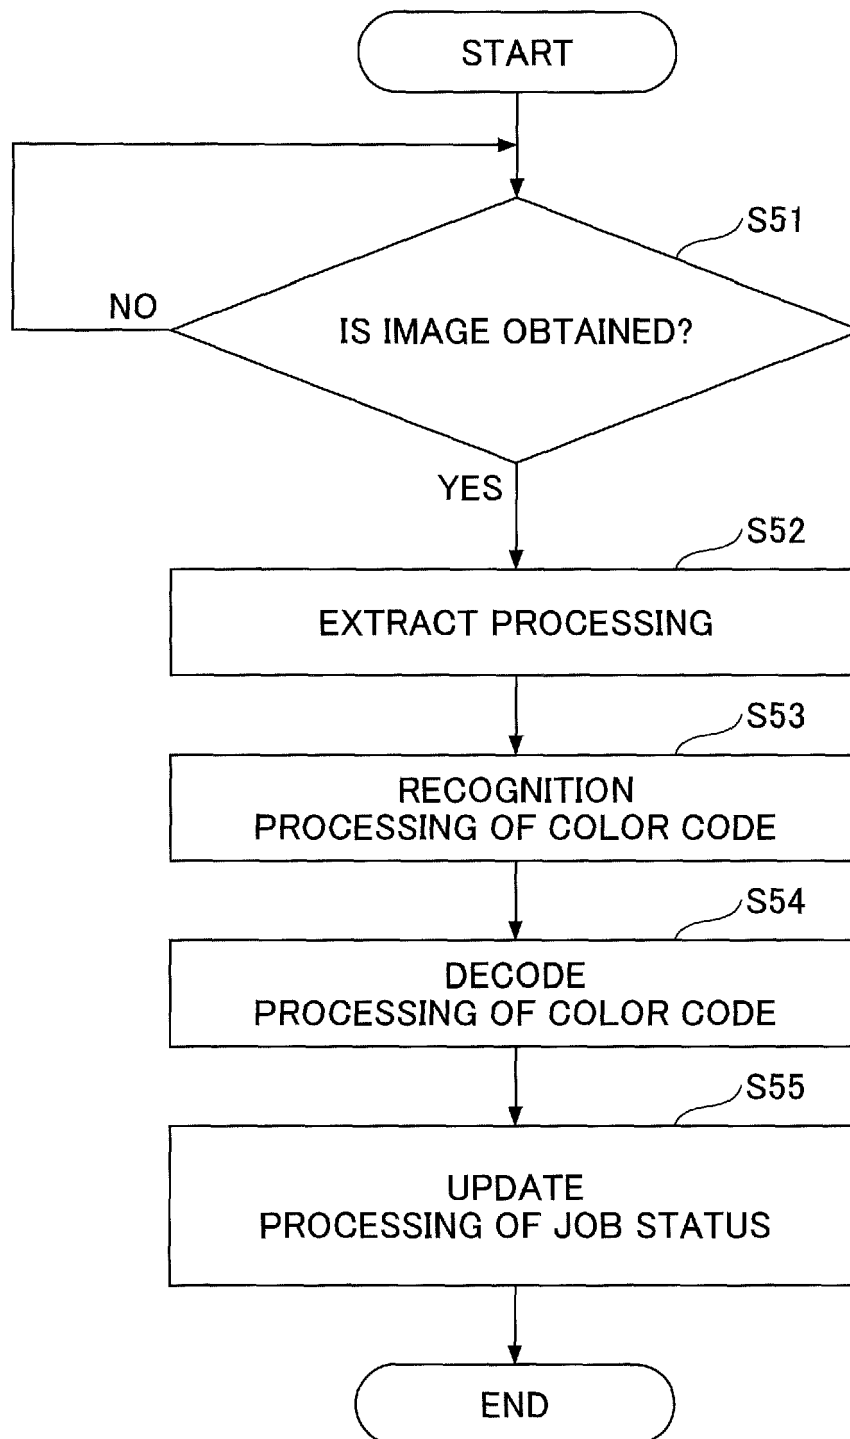 START
S51
NO
IS IMAGE OBTAINED?
YES
S52
EXTRACT PROCESSING
S53
RECOGNITION
PROCESSING OF COLOR CODE
S54
DECODE
PROCESSING OF COLOR CODE
S55
UPDATE
PROCESSING OF JOB STATUS
END